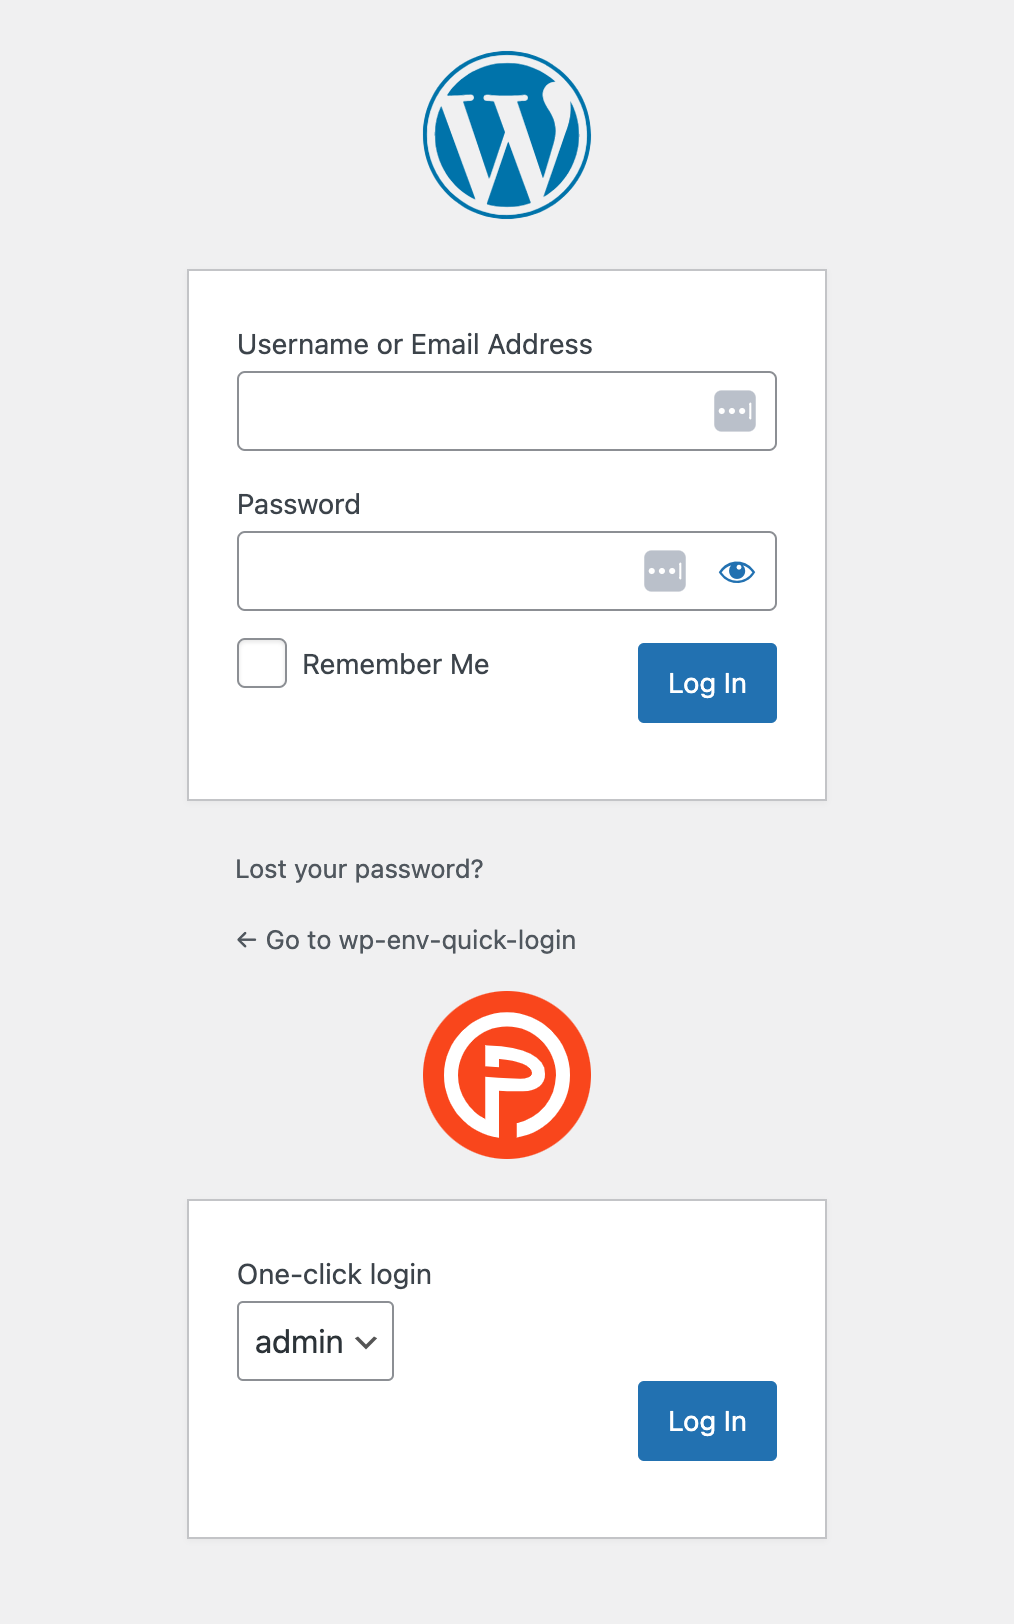 Username or Email Address
Password
Remember Me
Log In
Lost your password?
← Go to wp-env-quick-login
One-click login
admin
Log In